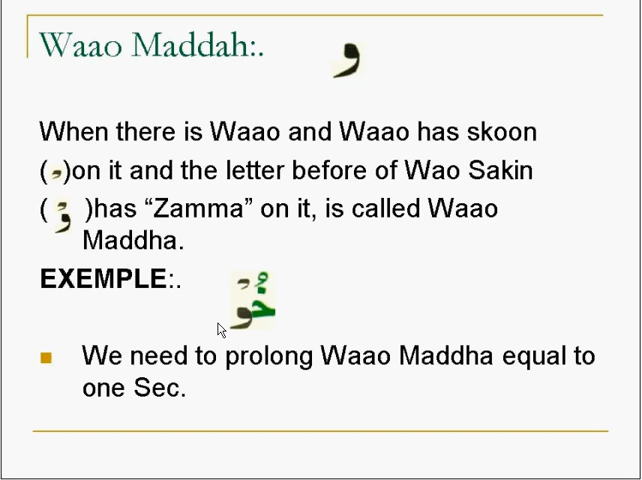 Waao Maddah:. و
When there is Waao and Waao has skoon
( )on it and the letter before of Wao Sakin
( وْ )has “Zamma” on it, is called Waao
Maddha.
EXEMPLE:.
خُوْ
We need to prolong Waao Maddha equal to
one Sec.